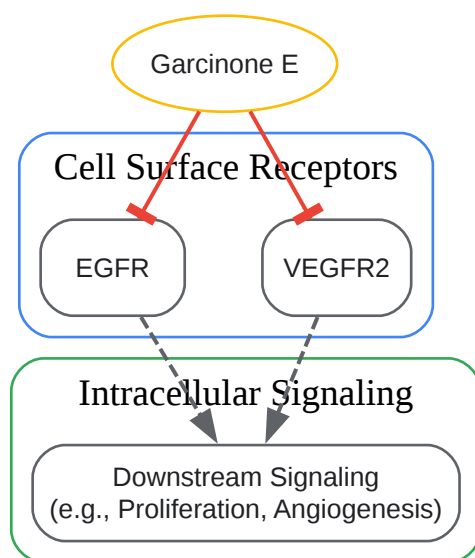 Garcinone E
Cell Surface Receptors
EGFR
VEGFR2
Intracellular Signaling
Downstream Signaling
(e.g., Proliferation, Angiogenesis)